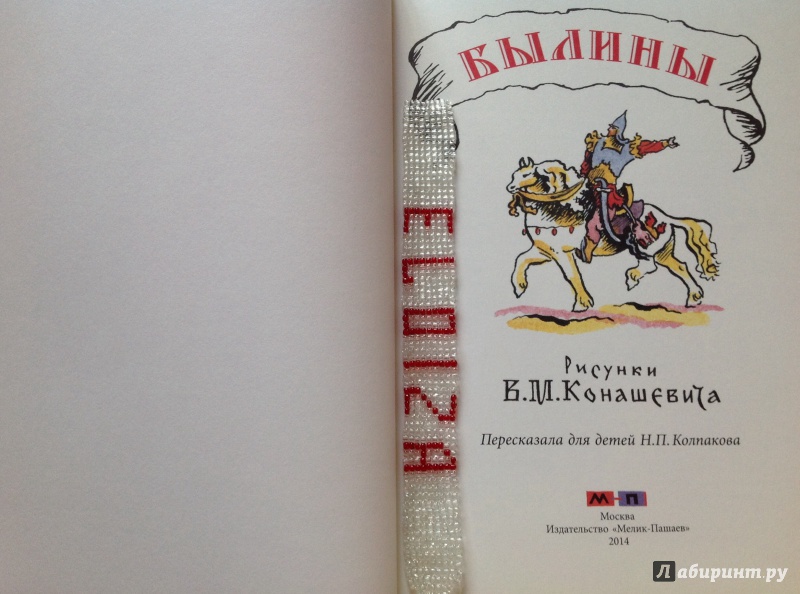 БЫЛИНЫ
ELOIZA
Рисунки
В.М.Конашевича
Пересказала для детей Н.П. Колпакова
М-П
Москва
Издательство «Мелик-Пашаев»
2014
Лабиринт.ру